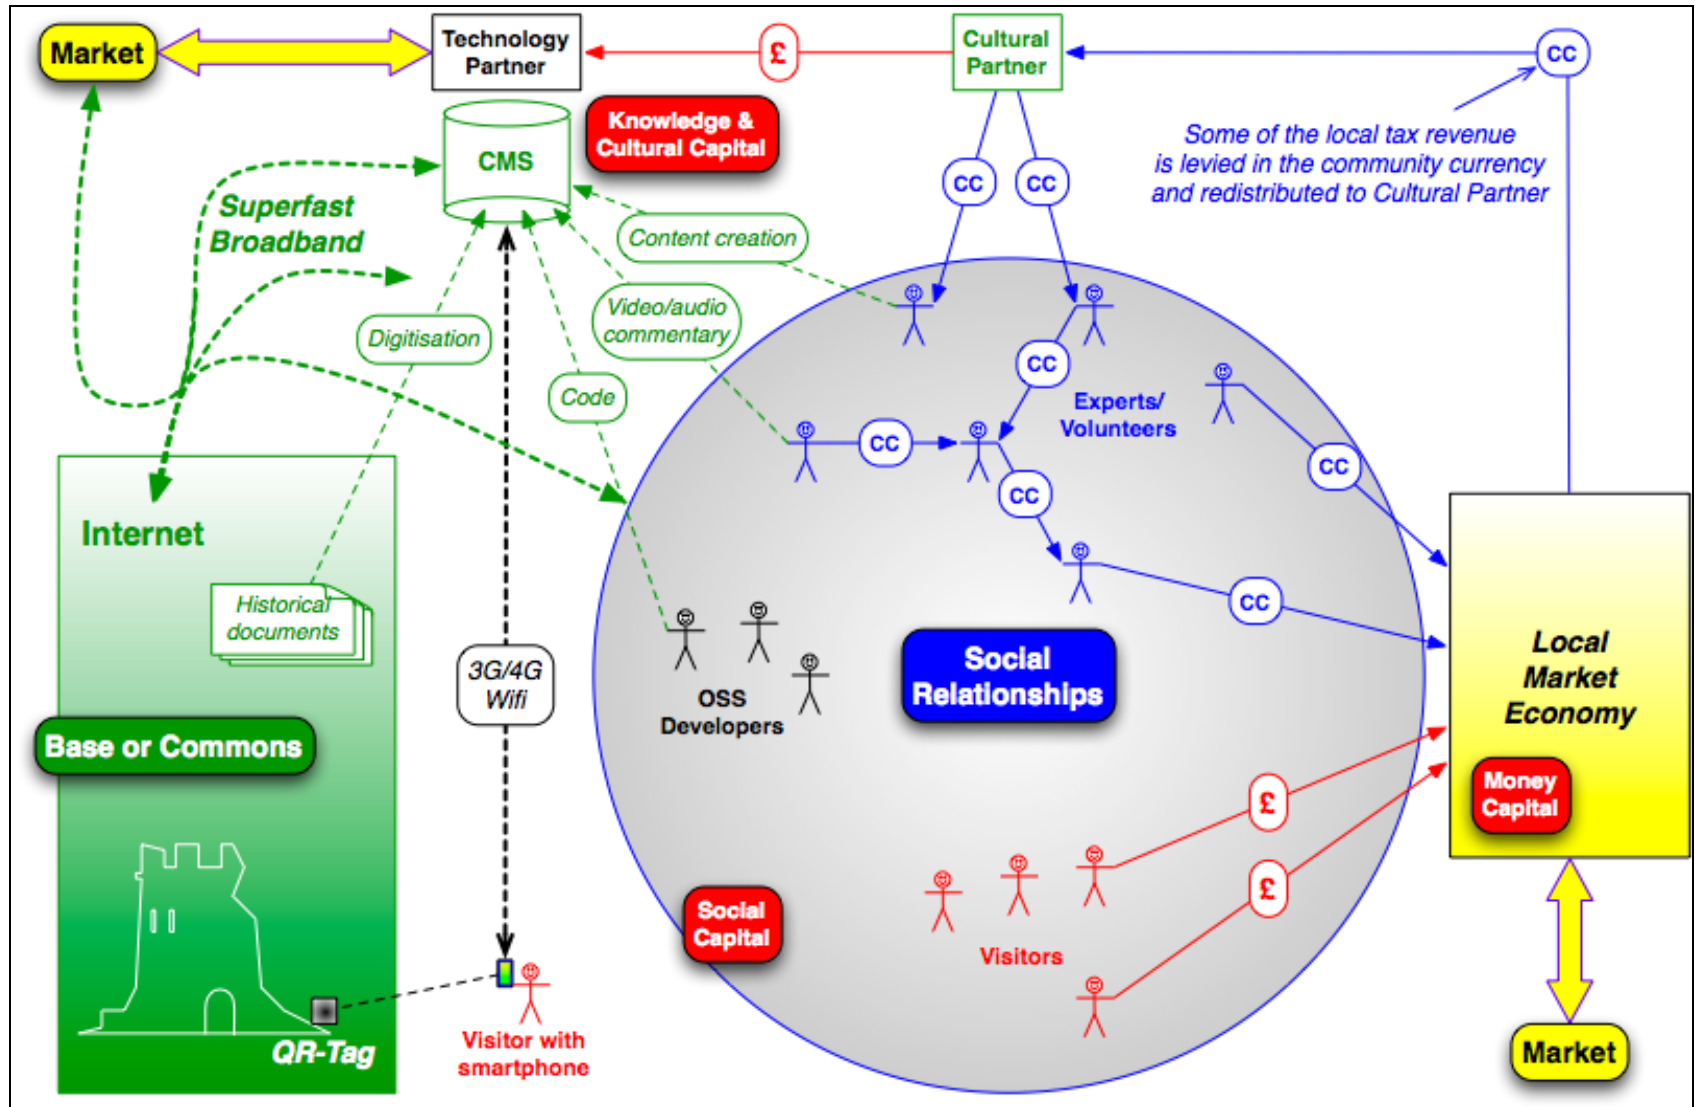 Market
Technology
Partner
£
Cultural
Partner
CC
Knowledge &
Cultural Capital
CMS
Some of the local tax revenue
is levied in the community currency
and redistributed to Cultural Partner
CC
CC
Superfast
Broadband
Content creation
Video/audio
commentary
Digitisation
Code
CC
Experts/
Volunteers
CC
CC
CC
Internet
Historical
documents
CC
3G/4G
Wifi
OSS
Developers
Social
Relationships
Local
Market
Economy
Base or Commons
Money
Capital
£
£
Social
Capital
Visitors
QR-Tag
Visitor with
smartphone
Market